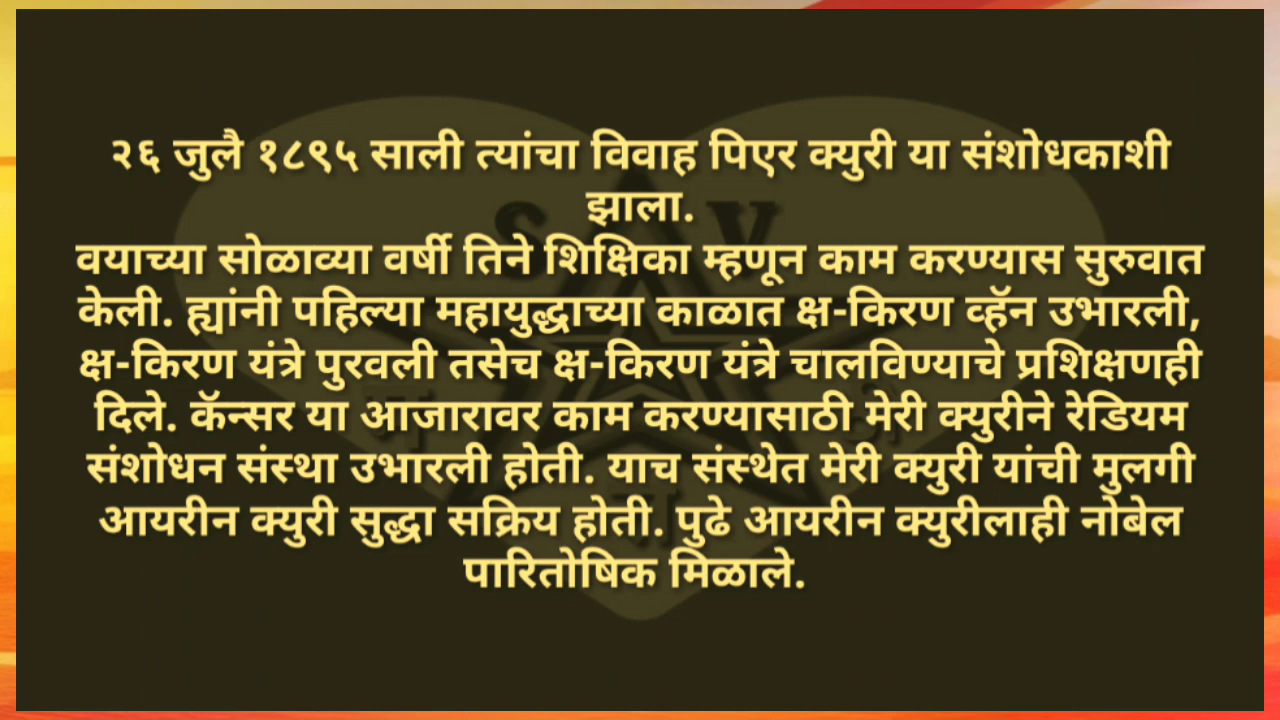 २६ जुलै १८९५ साली त्यांचा विवाह पिएर क्युरी या संशोधकाशी
झाला.
वयाच्या सोळाव्या वर्षी तिने शिक्षिका म्हणून काम करण्यास सुरुवात
केली. ह्यांनी पहिल्या महायुद्धाच्या काळात क्ष-किरण व्हॅन उभारली,
क्ष-किरण यंत्रे पुरवली तसेच क्ष-किरण यंत्रे चालविण्याचे प्रशिक्षणही
दिले. कॅन्सर या आजारावर काम करण्यासाठी मेरी क्युरीने रेडियम
संशोधन संस्था उभारली होती. याच संस्थेत मेरी क्युरी यांची मुलगी
आयरीन क्युरी सुद्धा सक्रिय होती. पुढे आयरीन क्युरीलाही नोबेल
पारितोषिक मिळाले.
S V